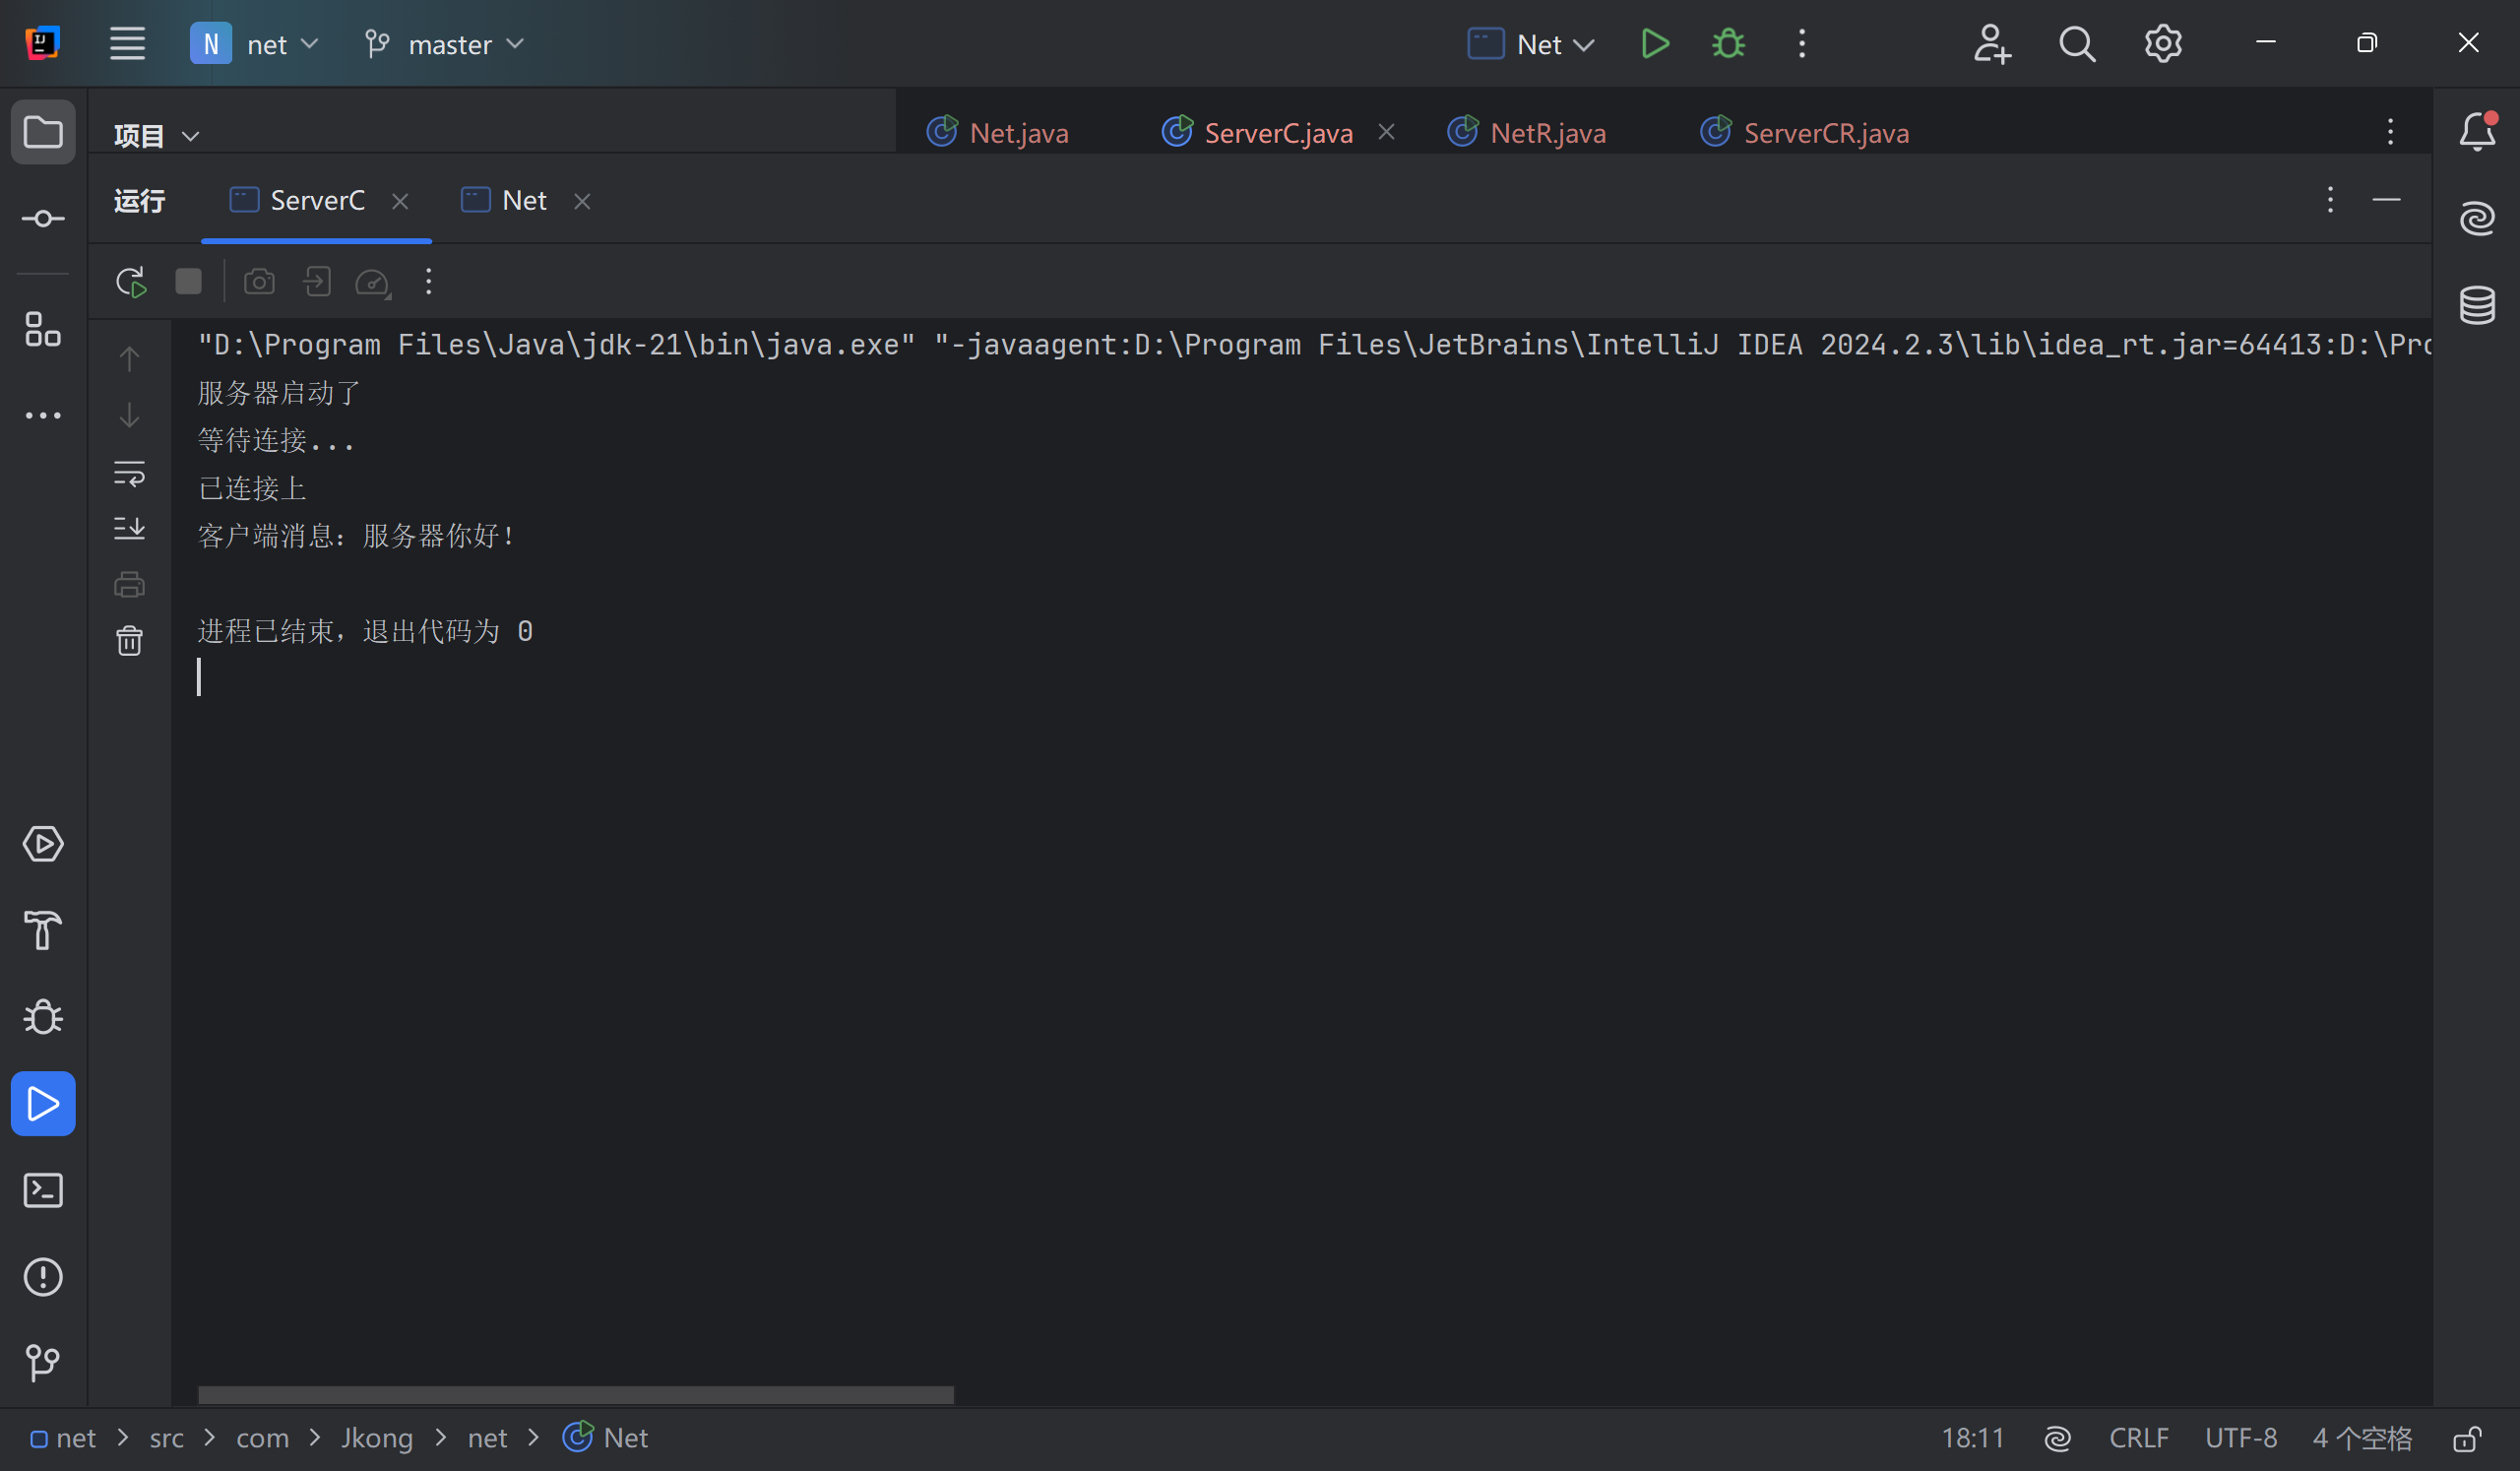 N net master Net
项目 Net.java ServerC.java NetR.java ServerCR.java
运行 ServerC Net
"D:\Program Files\Java\jdk-21\bin\java.exe" "-javaagent:D:\Program Files\JetBrains\IntelliJ IDEA 2024.2.3\lib\idea_rt.jar=64413:D:\Pro
服务器启动了
等待连接...
已连接上
客户端消息：服务器你好！
进程已结束，退出代码为 0
net > src > com > Jkong > net > Net 18:11 CRLF UTF-8 4 个空格